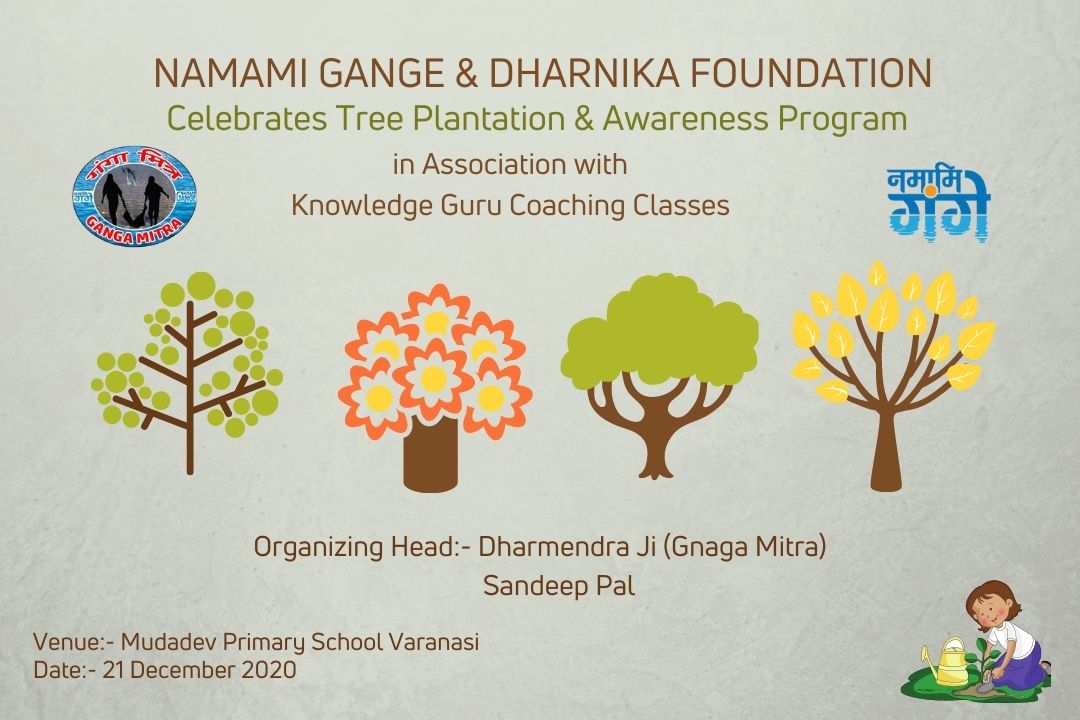 NAMAMI GANGE & DHARNIKA FOUNDATION
Celebrates Tree Plantation & Awareness Program
in Association with
Knowledge Guru Coaching Classes
गंगा मित्र
GANGA MITRA
नमामि
गंगे
Organizing Head:- Dharmendra Ji (Gnaga Mitra)
Sandeep Pal
Venue:- Mudadev Primary School Varanasi
Date:- 21 December 2020